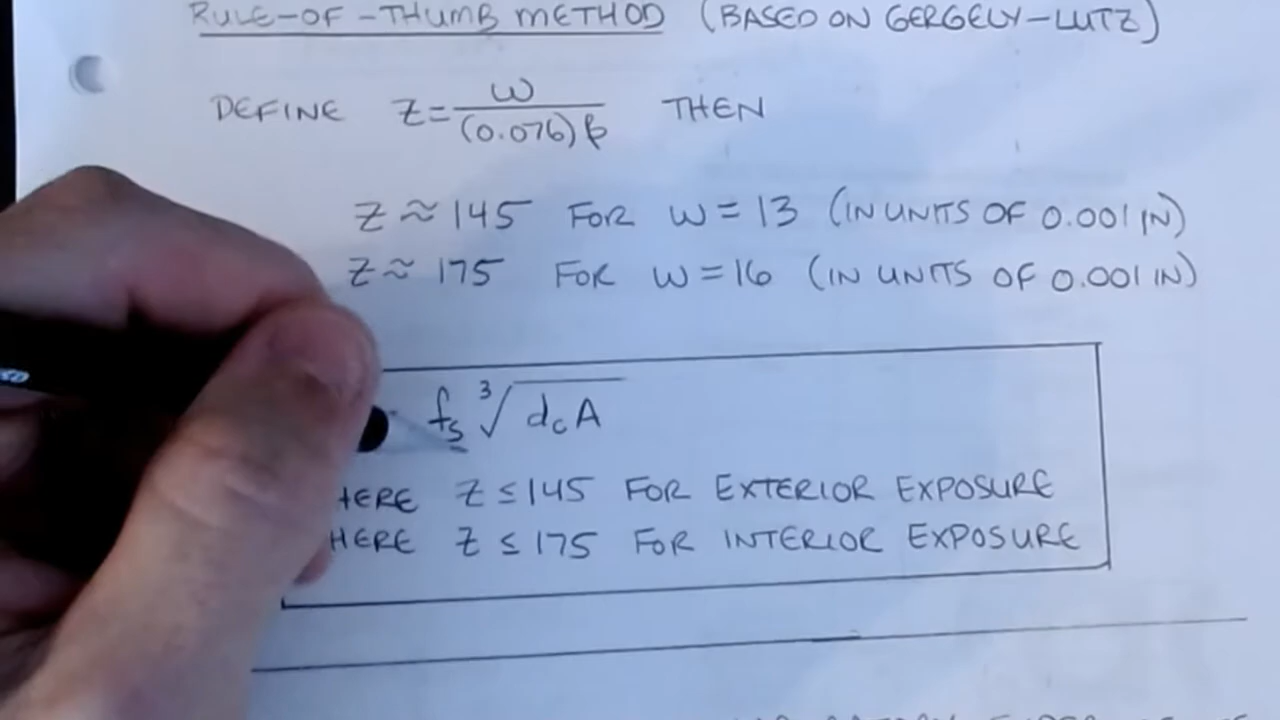 RULE-OF-THUMB METHOD (BASED ON GERGELY-LUTZ)
DEFINE Z = w / (0.076)β THEN
Z ≈ 145 FOR w = 13 (IN UNITS OF 0.001 IN)
Z ≈ 175 FOR w = 16 (IN UNITS OF 0.001 IN)
fs ³√dcA
HERE Z ≤ 145 FOR EXTERIOR EXPOSURE
HERE Z ≤ 175 FOR INTERIOR EXPOSURE